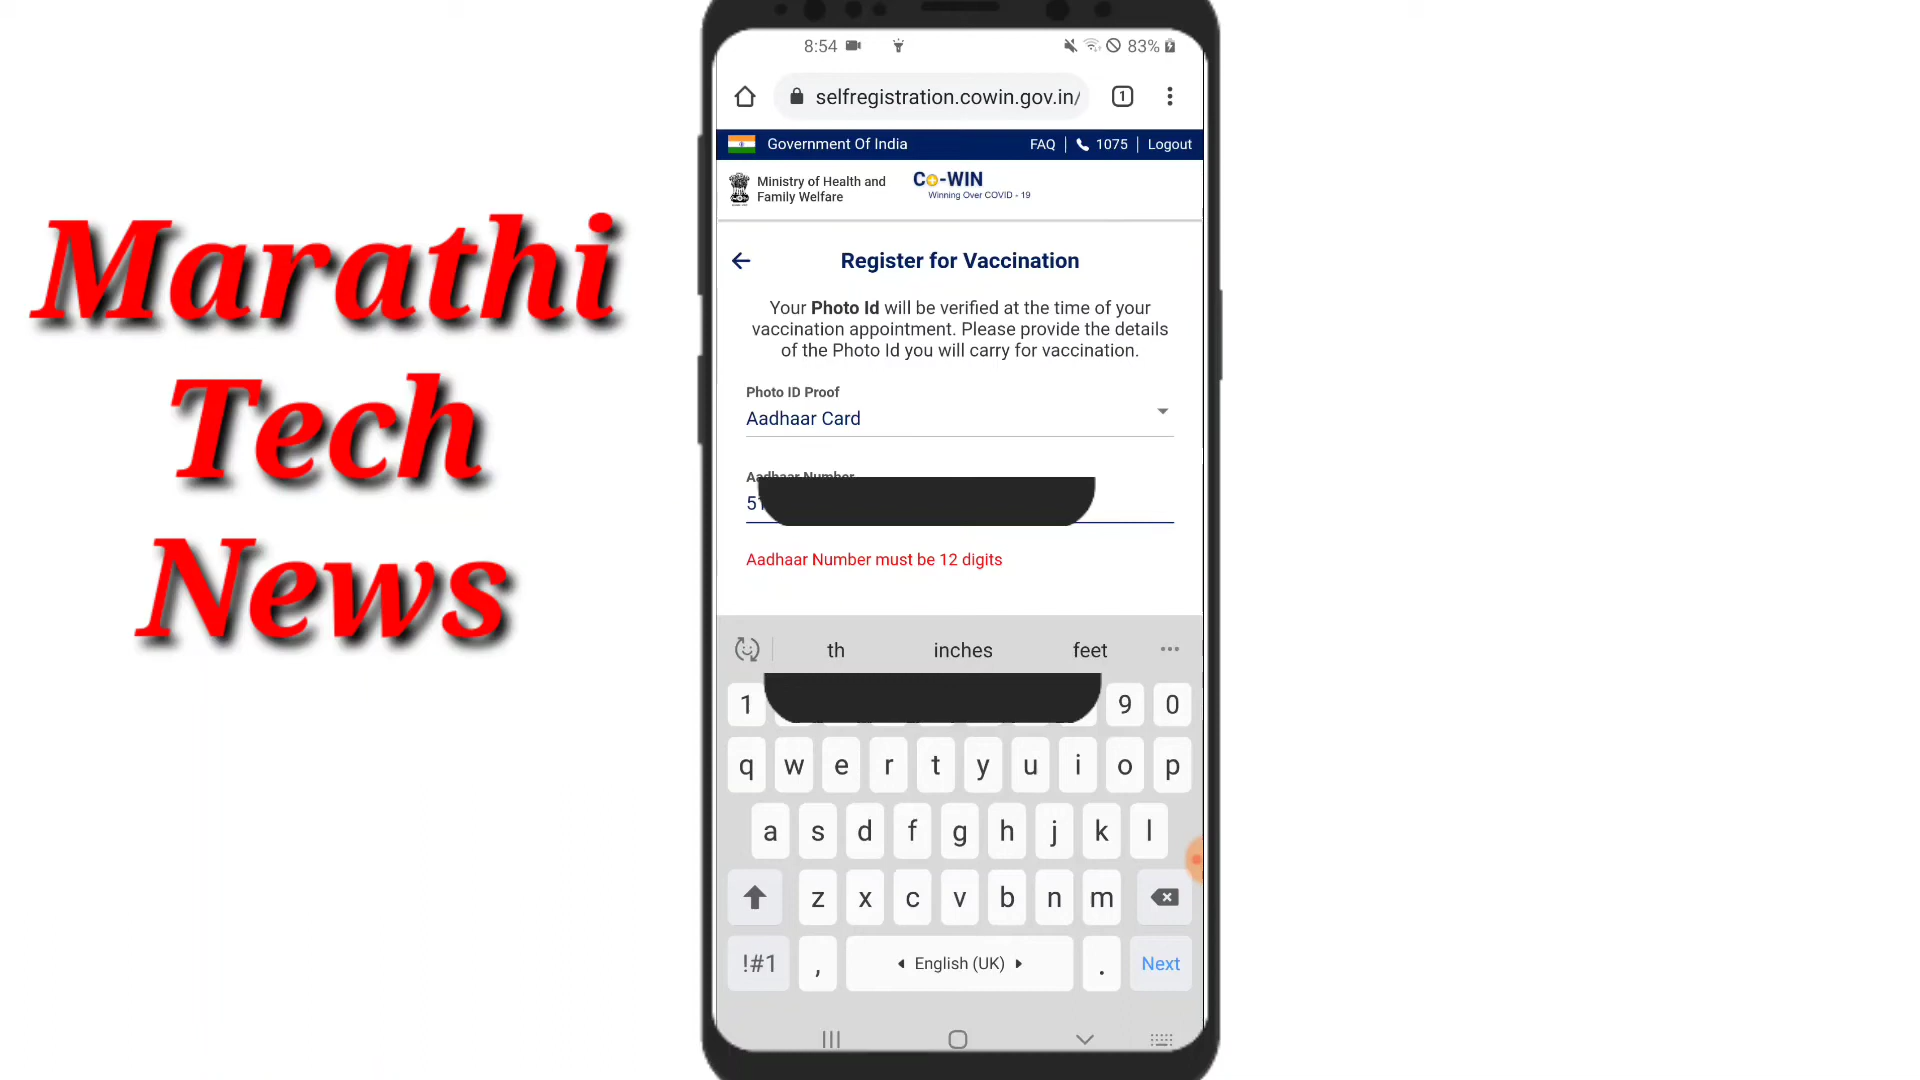 Marathi
Tech
News
8:54
83%
selfregistration.cowin.gov.in/
1
Government Of India
FAQ | 1075 | Logout
Ministry of Health and
Family Welfare
Co-WIN
Winning Over COVID - 19
Register for Vaccination
Your Photo Id will be verified at the time of your
vaccination appointment. Please provide the details
of the Photo Id you will carry for vaccination.
Photo ID Proof
Aadhaar Card
Aadhaar Number
51
Aadhaar Number must be 12 digits
th inches feet
1 9 0
q w e r t y u i o p
a s d f g h j k l
z x c v b n m
!#1 , English (UK) . Next